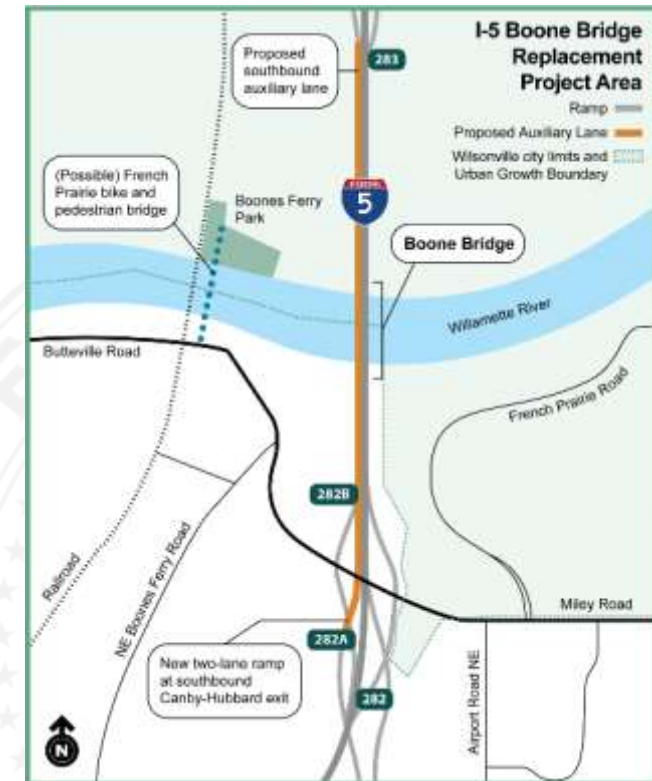 I-5 Boone Bridge
Replacement
Project Area
Ramp
Proposed Auxiliary Lane
Wilsonville city limits and
Urban Growth Boundary
Proposed
southbound
auxiliary lane
283
(Possible) French
Prairie bike and
pedestrian bridge
Boones Ferry
Park
5
Boone Bridge
Willamette River
Butteville Road
French Prairie Road
282B
Railroad
NE Boones Ferry Road
Miley Road
282A
New two-lane ramp
at southbound
Canby-Hubbard exit
282
Airport Road NE
N